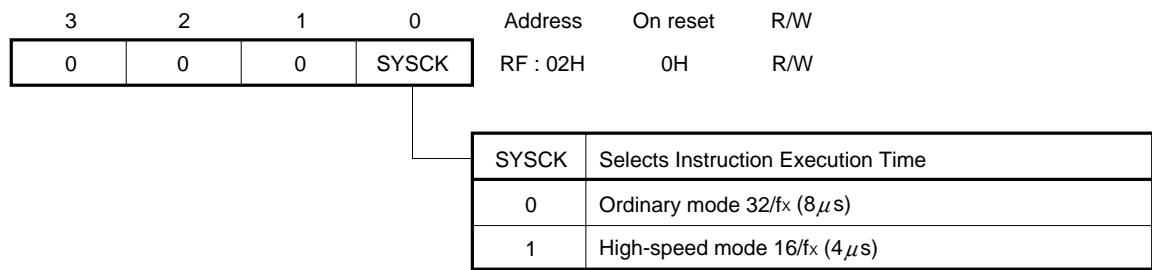 3 2 1 0 Address On reset R/W
0 0 0 SYSCK RF : 02H 0H R/W
SYSCK Selects Instruction Execution Time
0 Ordinary mode 32/fx (8μs)
1 High-speed mode 16/fx (4μs)